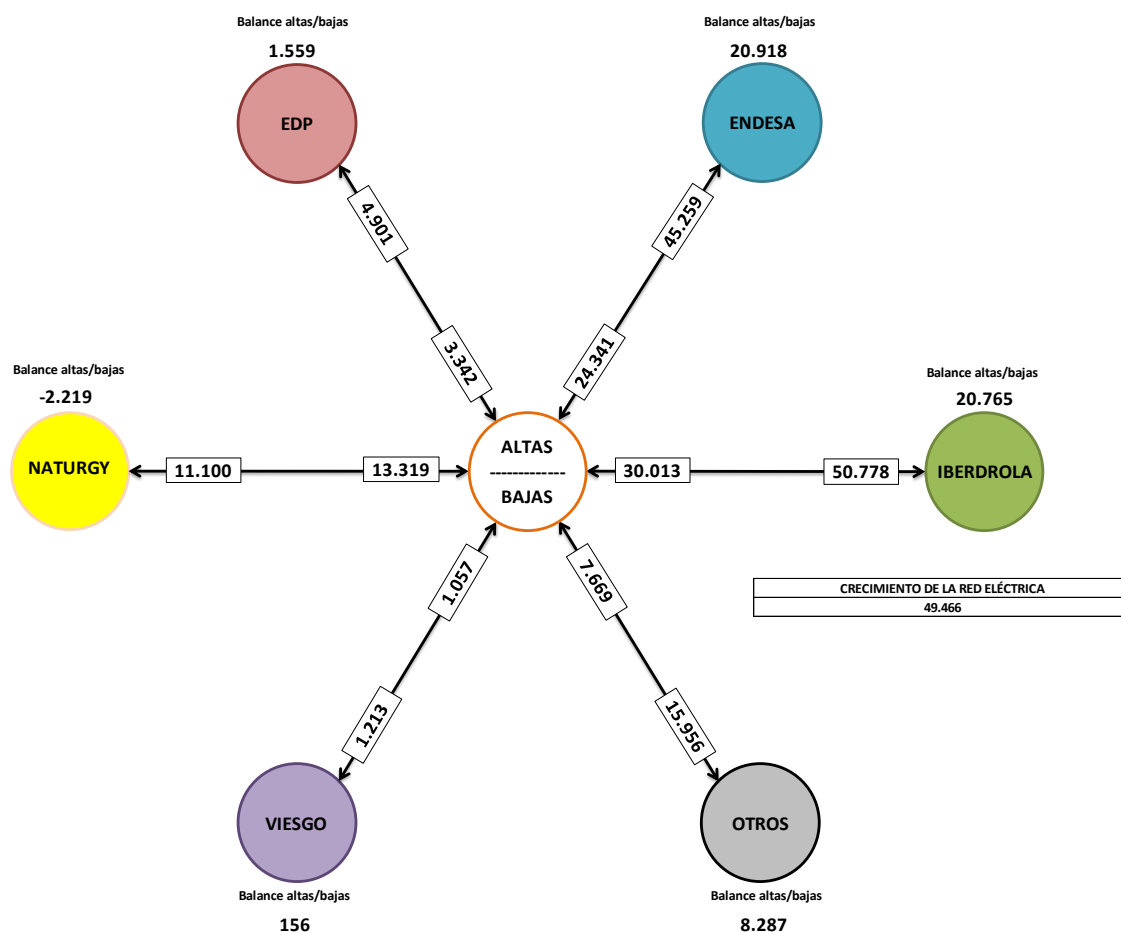 Balance altas/bajas
1.559
EDP
Balance altas/bajas
20.918
ENDESA
4.901
3.342
45.259
24.341
Balance altas/bajas
-2.219
NATURGY
11.100
13.319
ALTAS
-------------
BAJAS
30.013
50.778
Balance altas/bajas
20.765
IBERDROLA
1.057
1.213
7.669
15.956
CRECIMIENTO DE LA RED ELÉCTRICA
49.466
VIESGO
Balance altas/bajas
156
OTROS
Balance altas/bajas
8.287